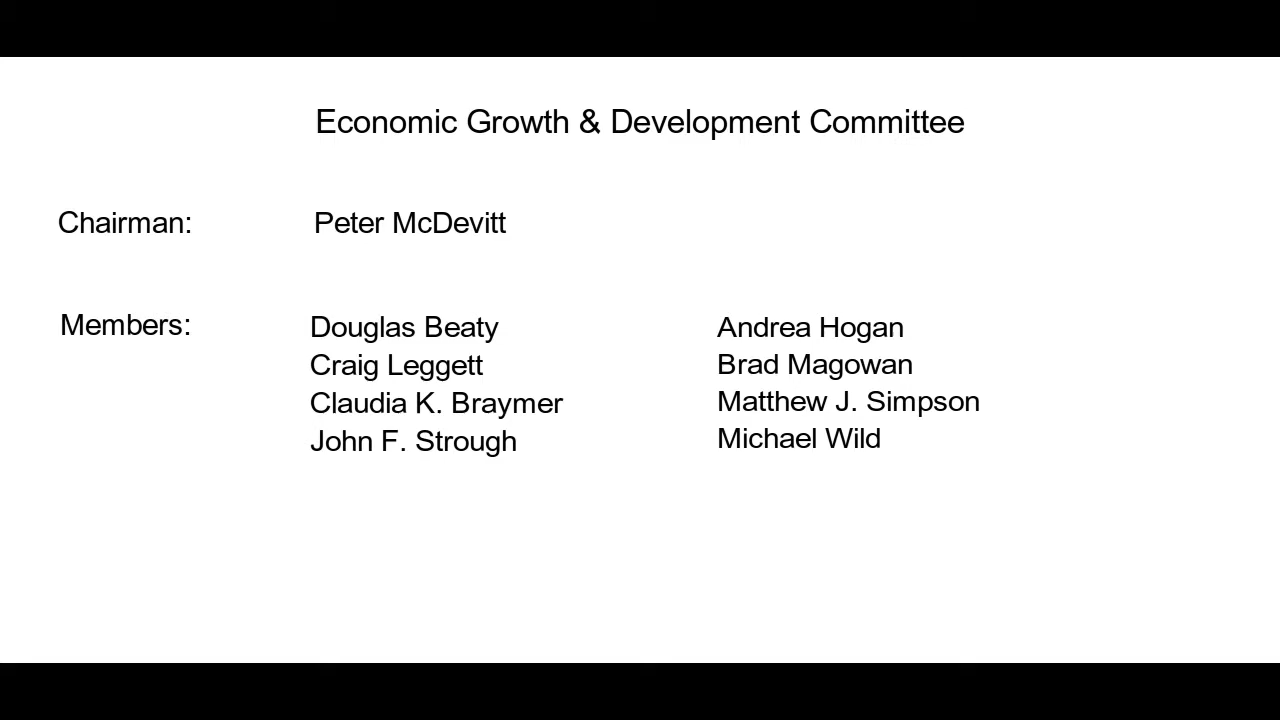 Economic Growth & Development Committee
Chairman: Peter McDevitt
Members: Douglas Beaty Andrea Hogan
Craig Leggett Brad Magowan
Claudia K. Braymer Matthew J. Simpson
John F. Strough Michael Wild